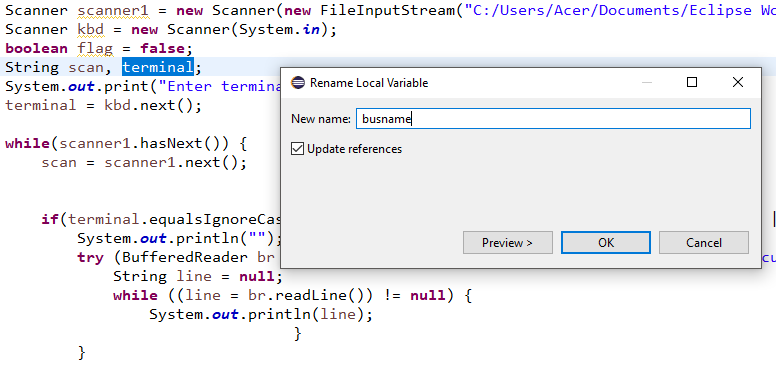 Scanner scanner1 = new Scanner(new FileInputStream("C:/Users/Acer/Documents/Eclipse Wo
Scanner kbd = new Scanner(System.in);
boolean flag = false;
String scan, terminal;
System.out.print("Enter termina
terminal = kbd.next();
while(scanner1.hasNext()) {
scan = scanner1.next();
if(terminal.equalsIgnoreCas
System.out.println("");
try (BufferedReader br
cu
String line = null;
while ((line = br.readLine()) != null) {
System.out.println(line);
}
}
Rename Local Variable
New name: busname
Update references
Preview >
OK
Cancel